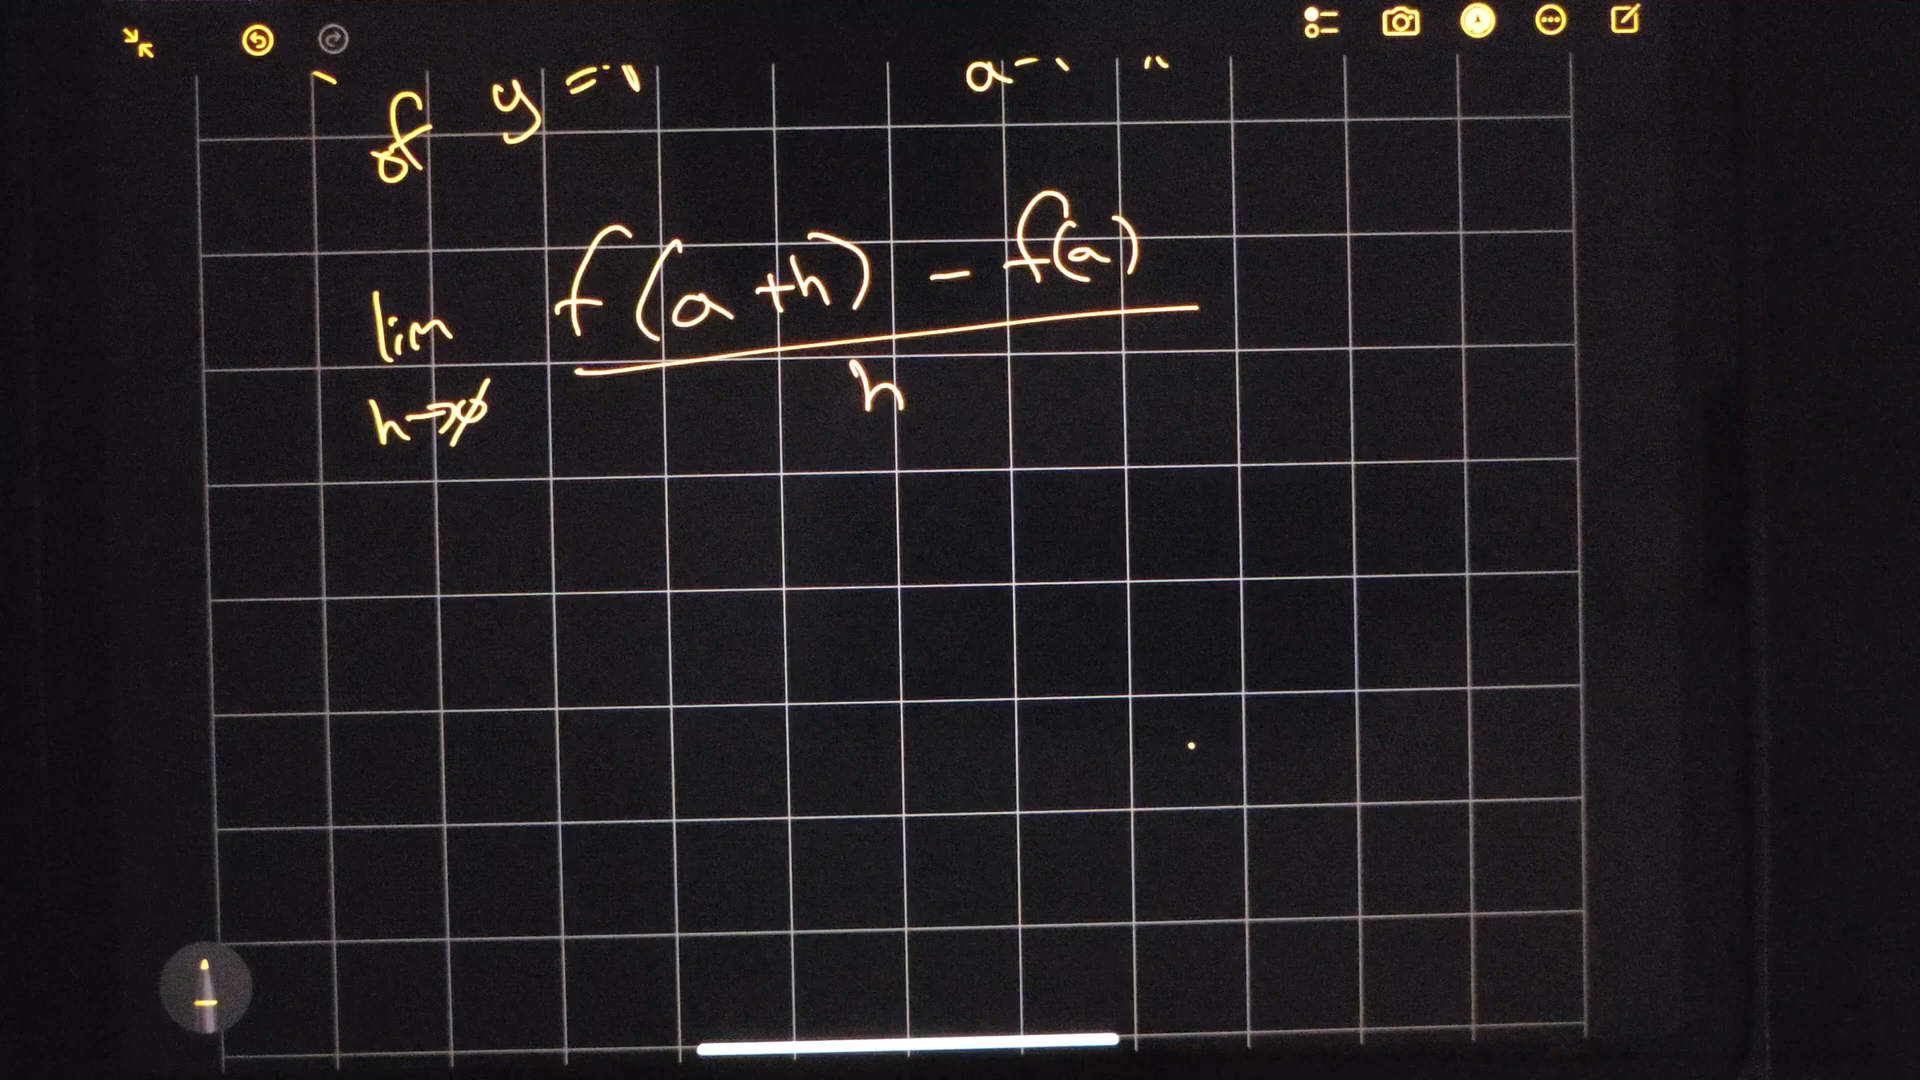 of y =
f(a+h) - f(a)
lim
h→0
h